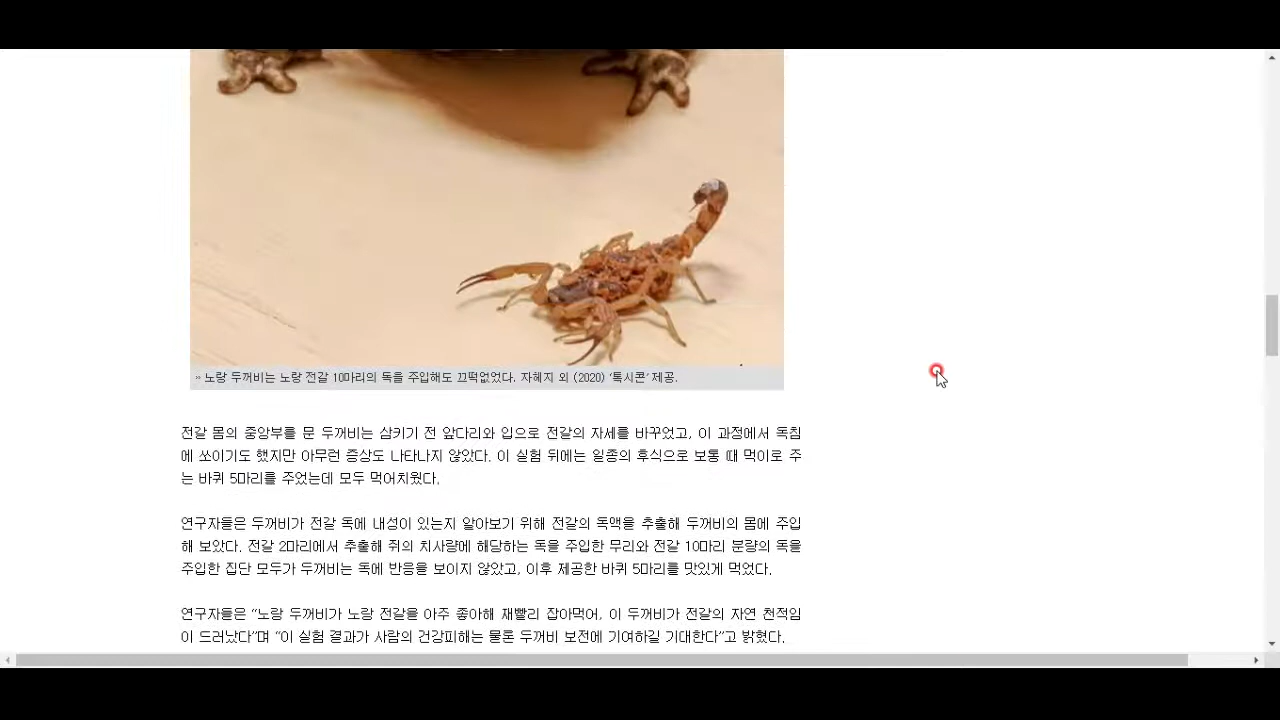 » 노랑 두꺼비는 노랑 전갈 10마리의 독을 주입해도 끄떡없었다. 자헤지 외 (2020) ‘톡시콘’ 제공.
전갈 몸의 중앙부를 문 두꺼비는 삼키기 전 앞다리와 입으로 전갈의 자세를 바꾸었고, 이 과정에서 독침
에 쏘이기도 했지만 아무런 증상도 나타나지 않았다. 이 실험 뒤에는 일종의 후식으로 보통 때 먹이로 주
는 바퀴 5마리를 주었는데 모두 먹어치웠다.
연구자들은 두꺼비가 전갈 독에 내성이 있는지 알아보기 위해 전갈의 독액을 추출해 두꺼비의 몸에 주입
해 보았다. 전갈 2마리에서 추출해 쥐의 치사량에 해당하는 독을 주입한 무리와 전갈 10마리 분량의 독을
주입한 집단 모두가 두꺼비는 독에 반응을 보이지 않았고, 이후 제공한 바퀴 5마리를 맛있게 먹었다.
연구자들은 “노랑 두꺼비가 노랑 전갈을 아주 좋아해 재빨리 잡아먹어, 이 두꺼비가 전갈의 자연 천적임
이 드러났다”며 “이 실험 결과가 사람의 건강피해는 물론 두꺼비 보전에 기여하길 기대한다”고 밝혔다.